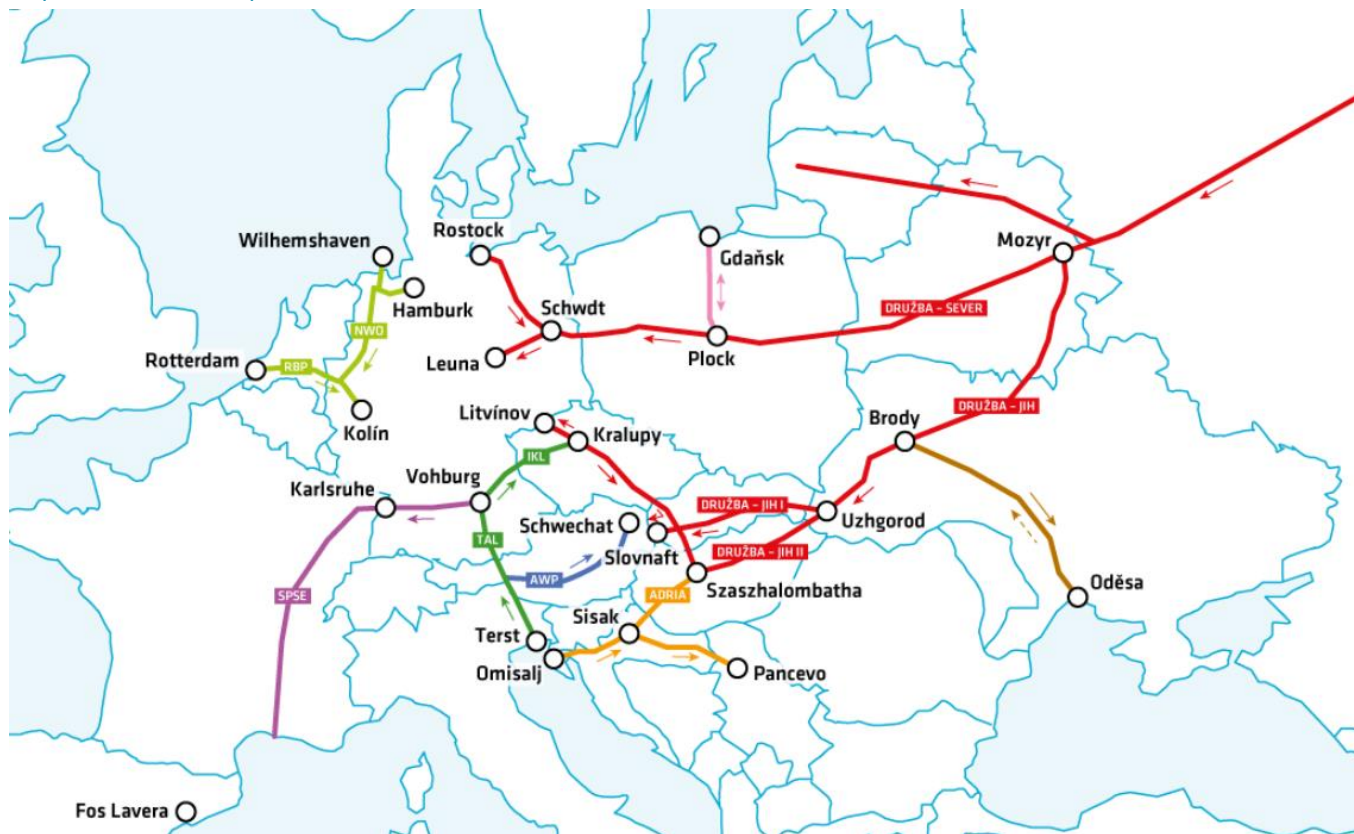 Rostock
Wilhemshaven
Gdaňsk
Mozyr
Hamburk
Schwdt
DRUŽBA – SEVER
NWO
Rotterdam
RBP
Leuna
Plock
Litvínov
DRUŽBA – JIH
Kolín
Kralupy
Brody
IKL
Vohburg
Karlsruhe
DRUŽBA – JIH I
Uzhgorod
Schwechat
TAL
Slovnaft
DRUŽBA – JIH II
AWP
Szaszhalombatha
Oděsa
SPSE
ADRIA
Sisak
Terst
Omisalj
Pancevo
Fos Lavera